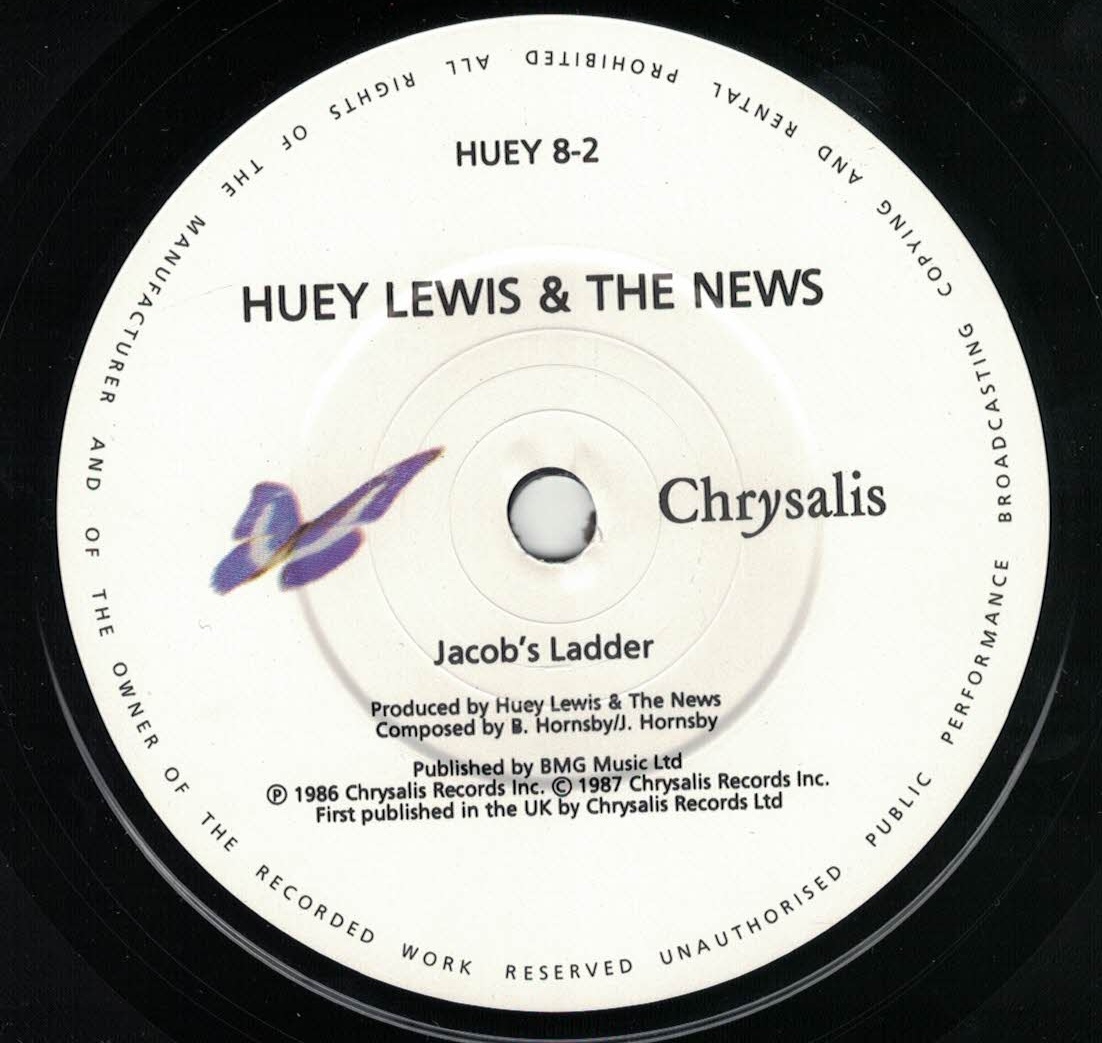 HUEY 8-2
HUEY LEWIS & THE NEWS
Chrysalis
Jacob's Ladder
Produced by Huey Lewis & The News
Composed by B. Hornsby/J. Hornsby
Published by BMG Music Ltd
℗ 1986 Chrysalis Records Inc. © 1987 Chrysalis Records Inc.
First published in the UK by Chrysalis Records Ltd
ALL RIGHTS OF THE MANUFACTURER AND OF THE OWNER OF THE RECORDED WORK RESERVED UNAUTHORISED PUBLIC PERFORMANCE BROADCASTING COPYING AND RENTAL PROHIBITED